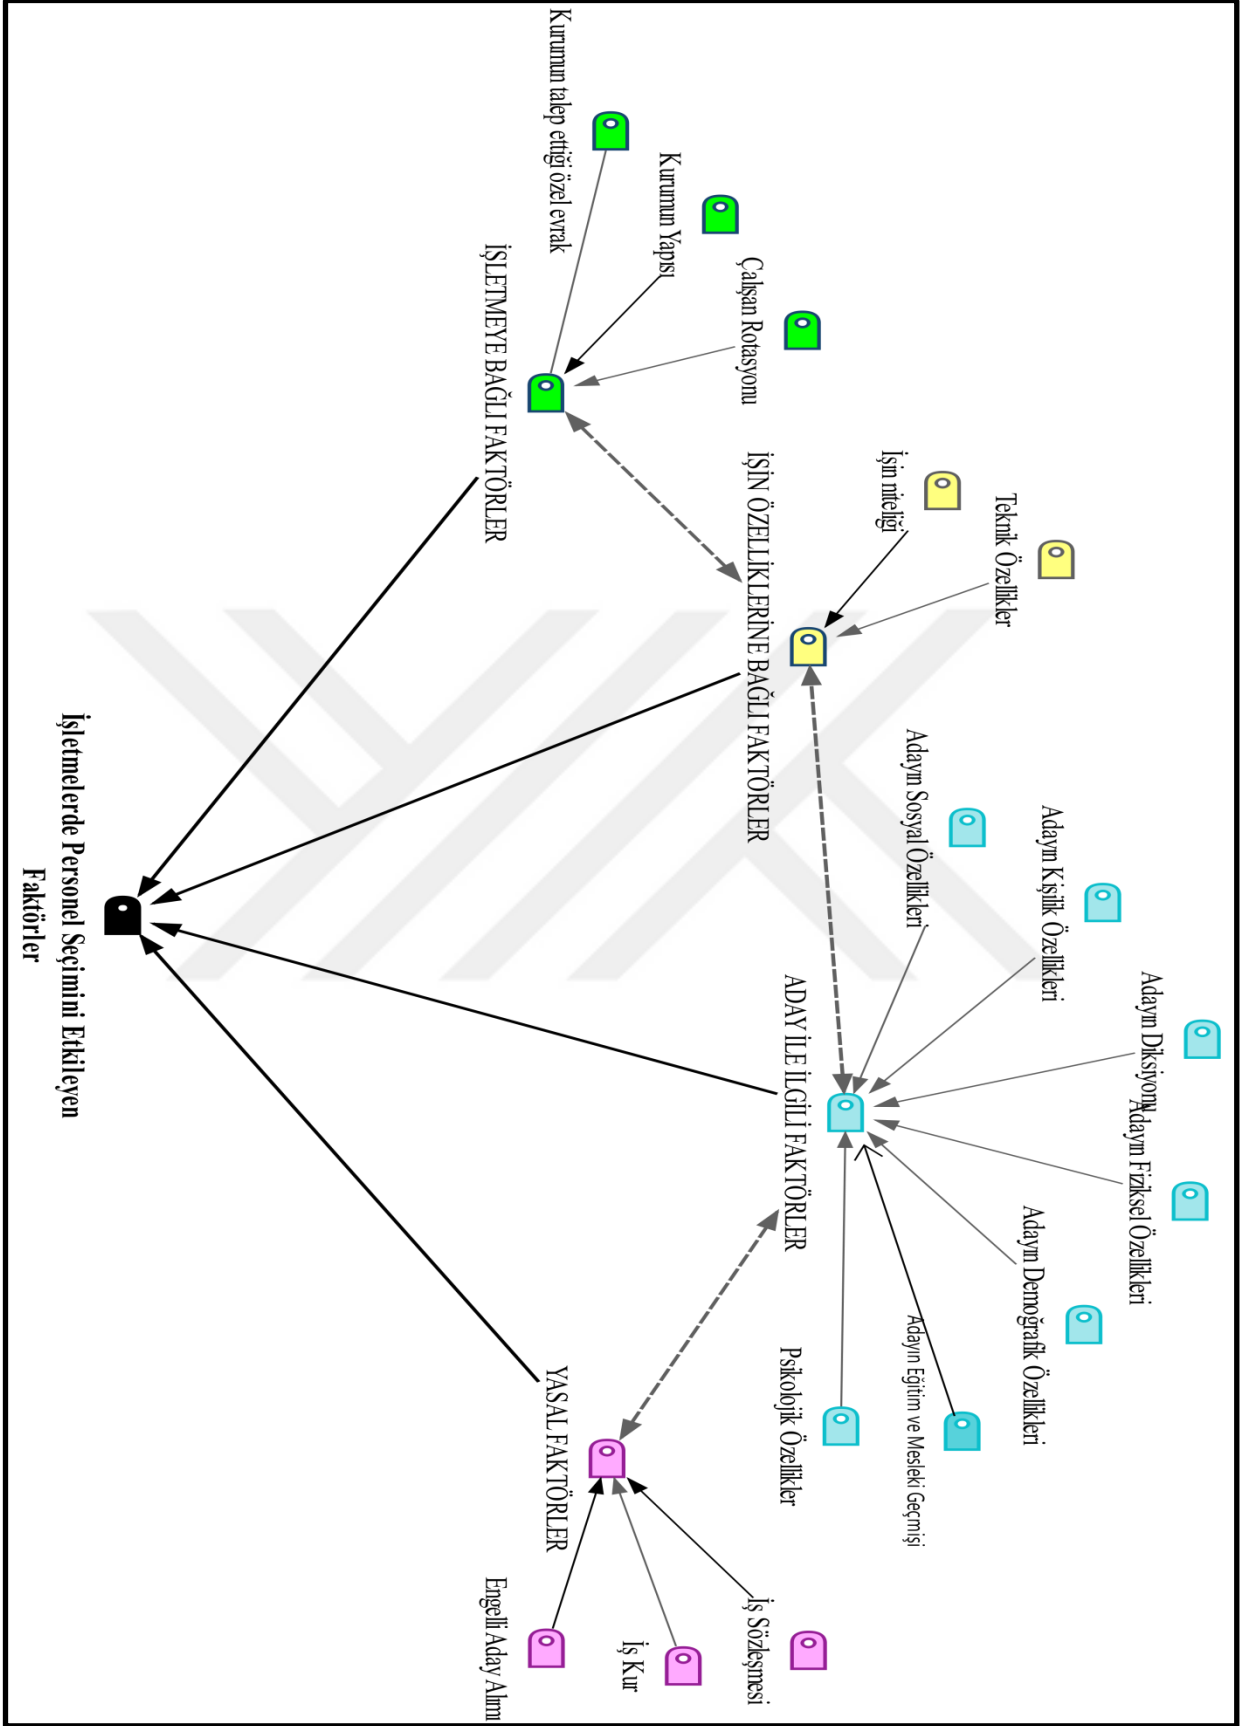 Adayın Diksiyonu
Adayın Fiziksel Özellikleri
Adayın Kişilik Özellikleri
Adayın Demoğrafik Özellikleri
Teknik Özellikler
Adayın Sosyal Özellikleri
Adayın Eğitim ve Mesleki Geçmişi
İşin niteliği
Psikolojik Özellikler
ADAY İLE İLGİLİ FAKTÖRLER
Çalışan Rotasyonu
İŞİN ÖZELLİKLERİNE BAĞLI FAKTÖRLER
İş Sözleşmesi
Kurumun Yapısı
İş Kur
Kurumun talep ettiği özel evrak
YASAL FAKTÖRLER
İŞLETMEYE BAĞLI FAKTÖRLER
Engelli Aday Alımı
İşletmelerde Personel Seçimini Etkileyen
Faktörler